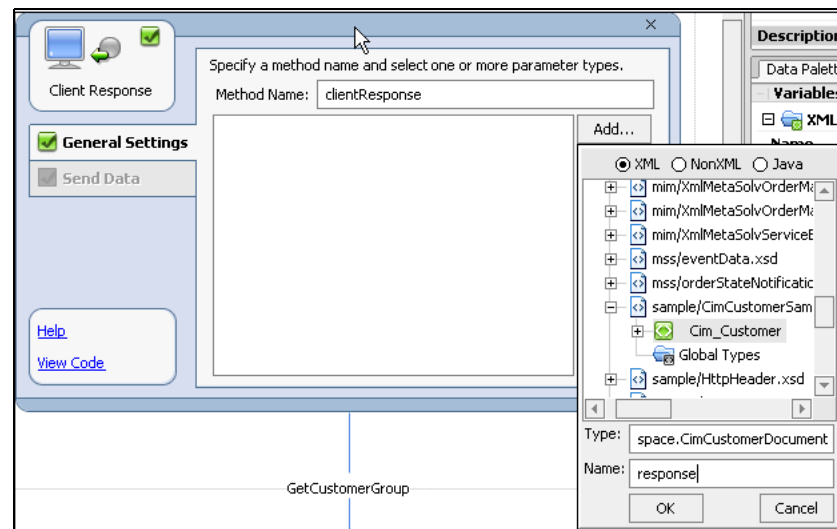 Client Response
General Settings
Send Data
Help
View Code
Specify a method name and select one or more parameter types.
Method Name: clientResponse
Add...
GetCustomerGroup
Description
Data Palett
Variables
XML
Name
XML NonXML Java
mim/XmlMetaSolvOrderMa
mim/XmlMetaSolvOrderMa
mim/XmlMetaSolvServiceE
mss/eventData.xsd
mss/orderStateNotificatic
sample/CimCustomerSam
Cim_Customer
Global Types
sample/HttpHeader.xsd
Type: space.CimCustomerDocument
Name: response
OK Cancel